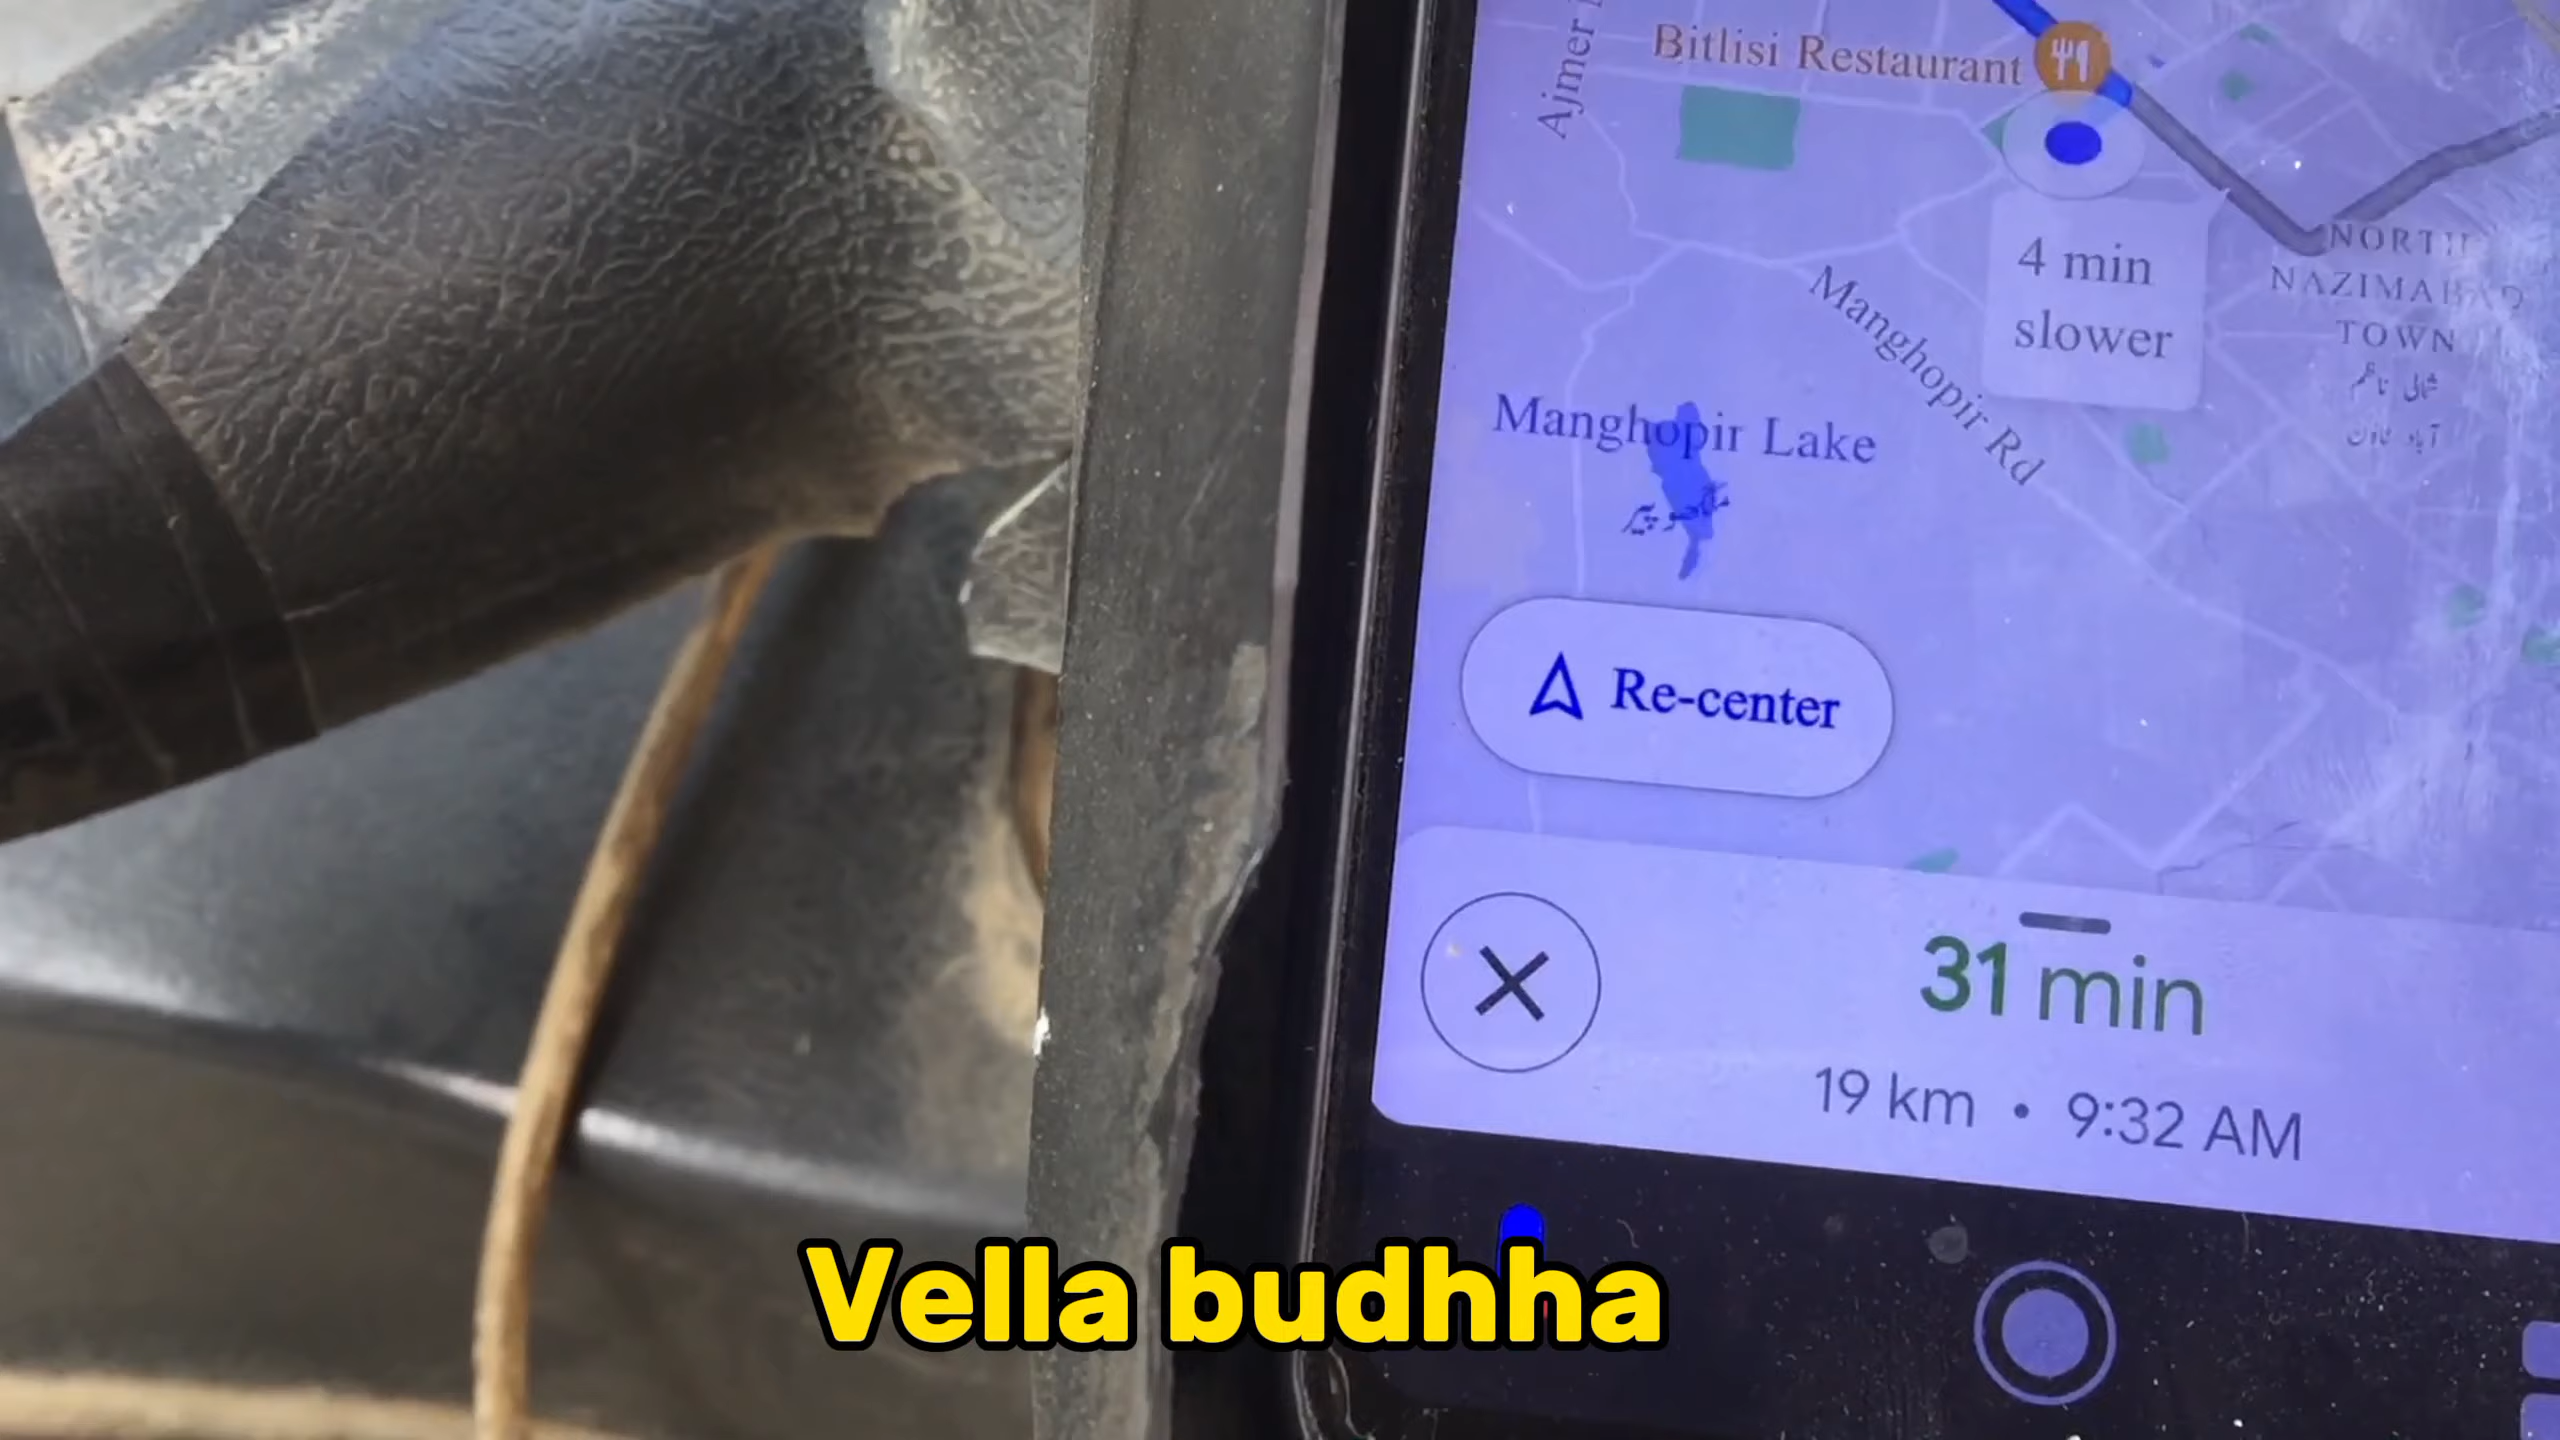 Bitlisi Restaurant
Ajmer
4 min
slower
NORTH
NAZIMABAD
TOWN
Manghopir Rd
Manghopir Lake
Re-center
31 min
19 km • 9:32 AM
Vella budhha